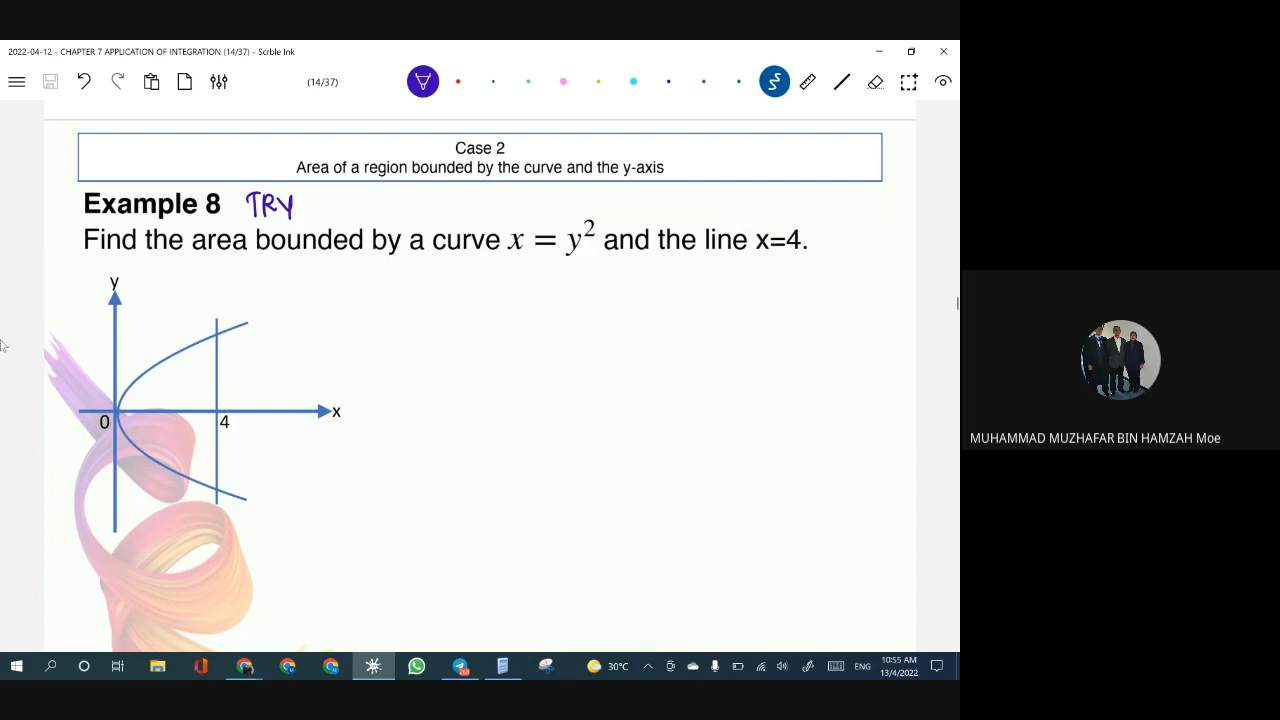 2022-04-12 - CHAPTER 7 APPLICATION OF INTEGRATION (14/37) - Scrble Ink
(14/37)
Case 2
Area of a region bounded by the curve and the y-axis
Example 8 TRY
Find the area bounded by a curve x = y² and the line x=4.
y
x
0
4
MUHAMMAD MUZHAFAR BIN HAMZAH Moe
30°C
ENG
10:55 AM
13/4/2022